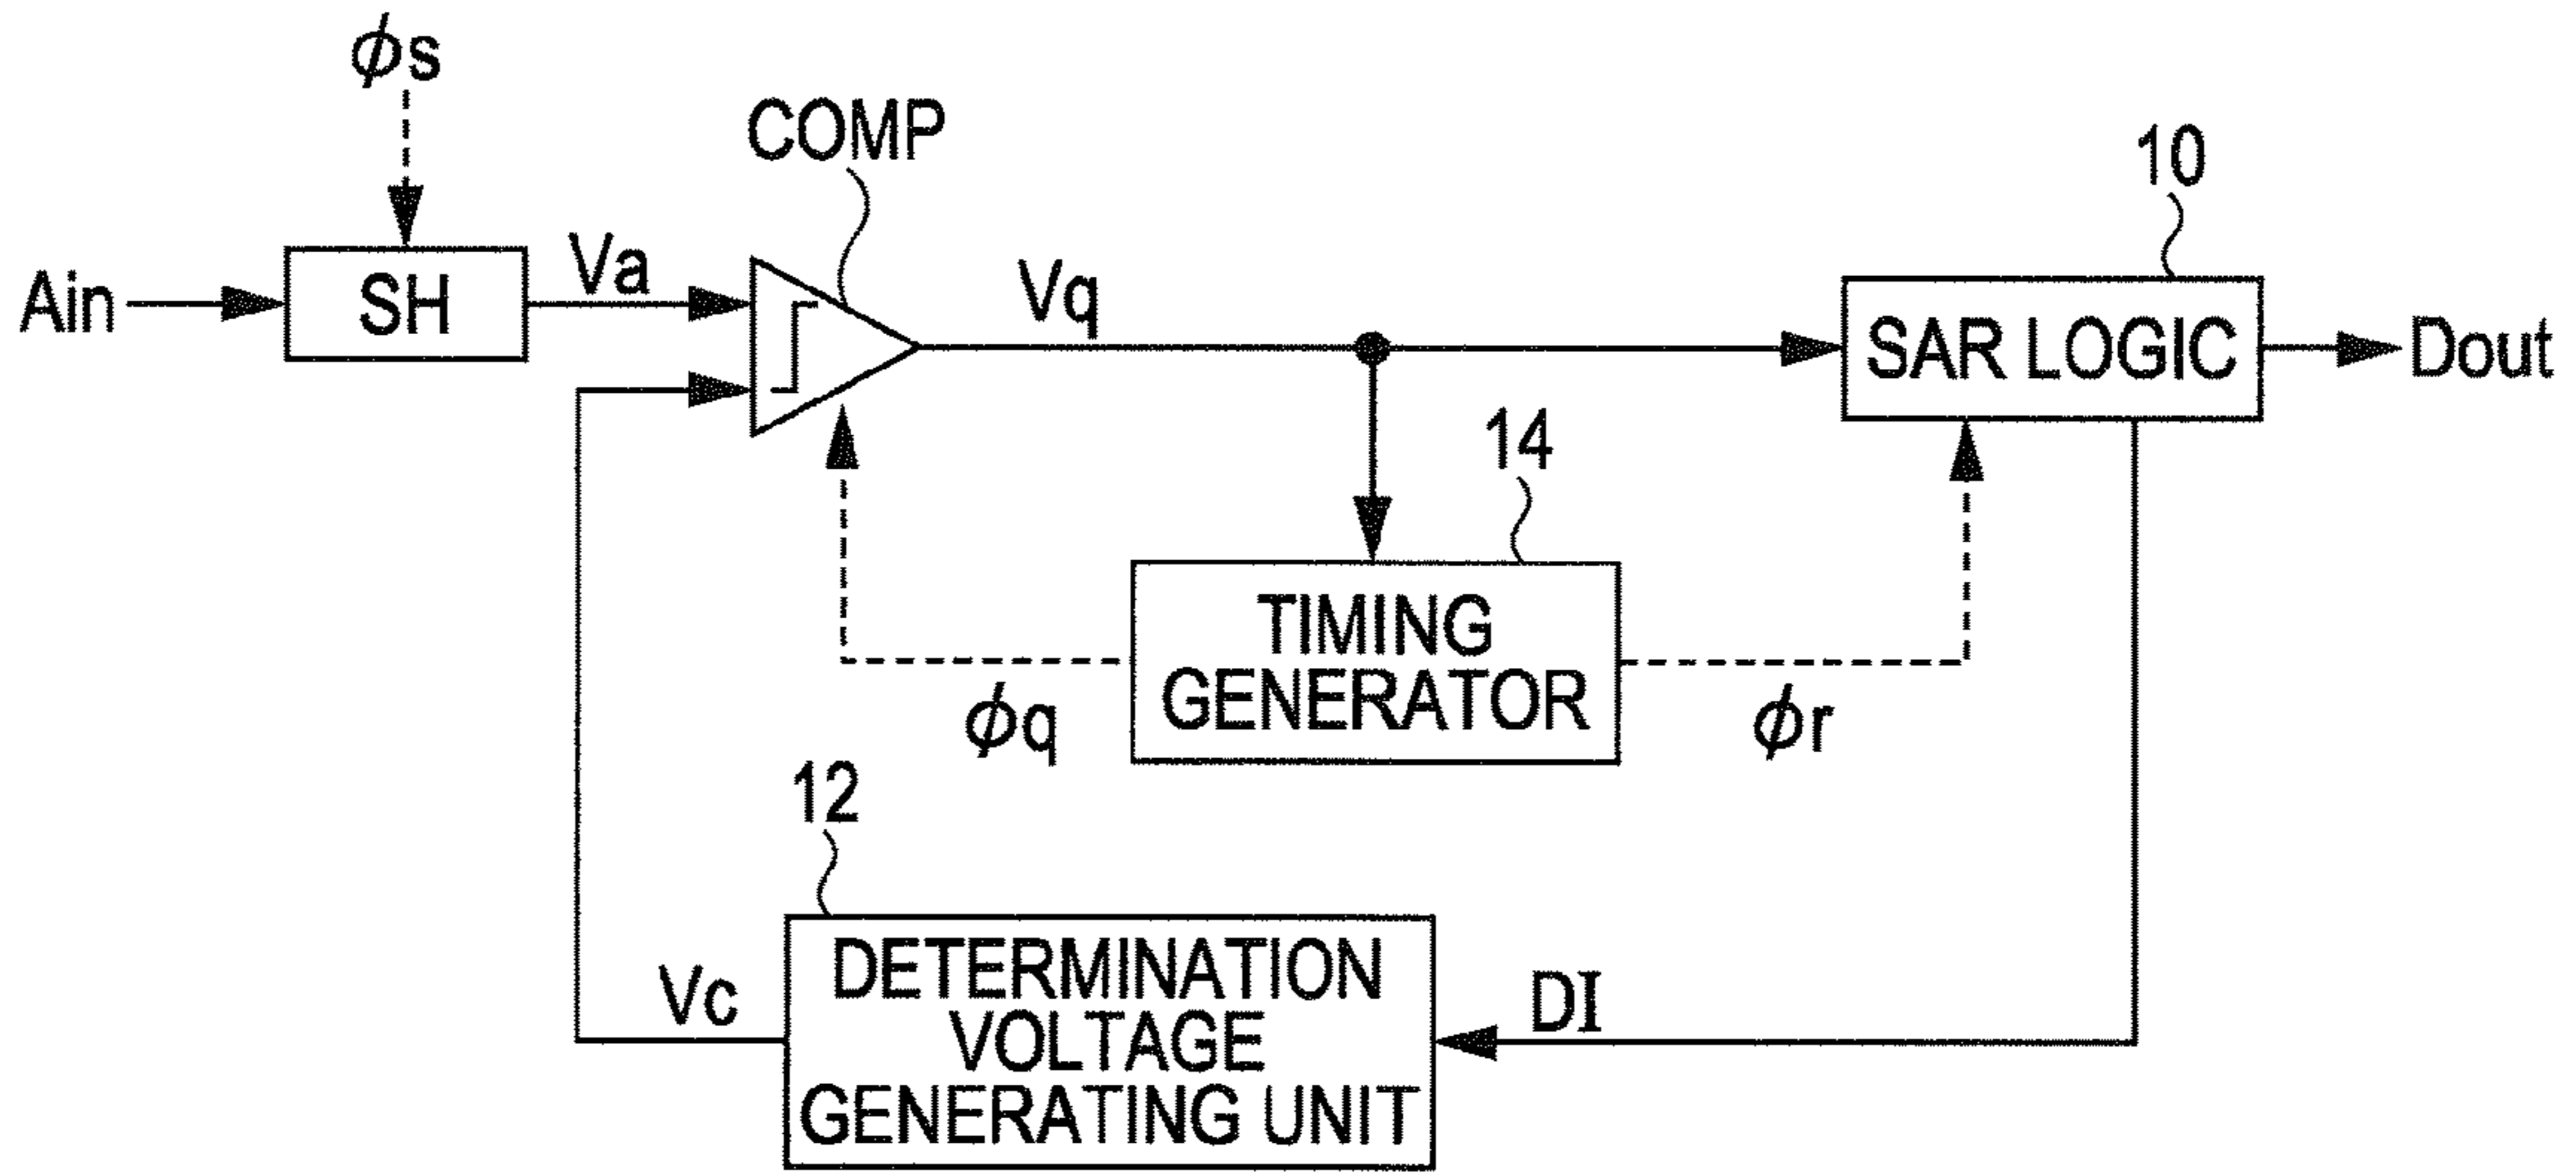 ϕs
COMP
10
Ain
SH
Va
Vq
SAR LOGIC
Dout
14
TIMING
GENERATOR
ϕq
ϕr
12
DETERMINATION
VOLTAGE
GENERATING UNIT
Vc
DI